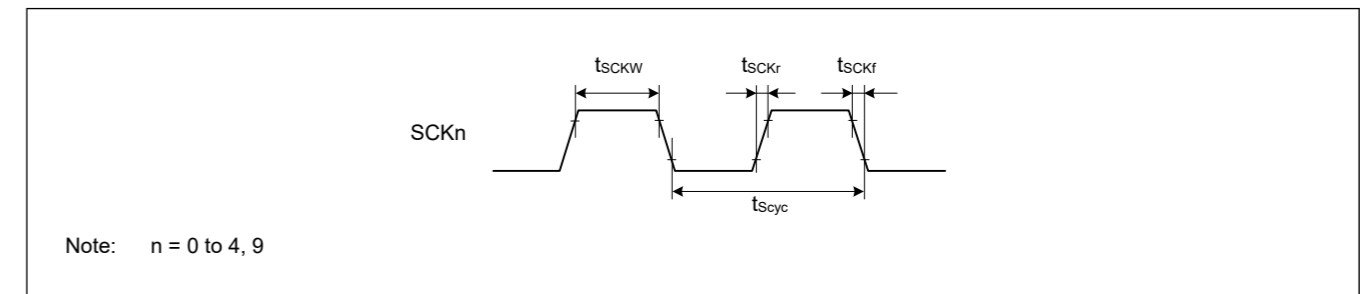 tSCKW
tSCKr
tSCKf
SCKn
tScyc
Note: n = 0 to 4, 9